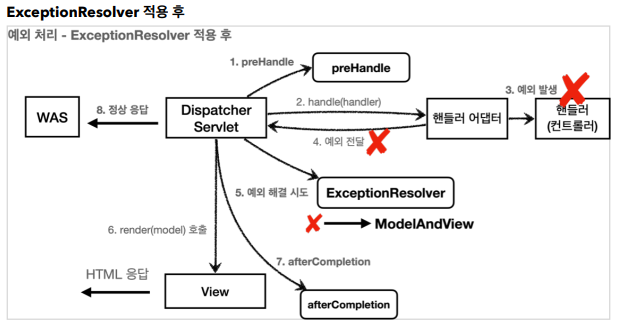 ExceptionResolver 적용 후
예외 처리 - ExceptionResolver 적용 후
1. preHandle
preHandle
3. 예외 발생
WAS
8. 정상 응답
Dispatcher
Servlet
2. handle(handler)
핸들러 어댑터
핸들러
(컨트롤러)
4. 예외 전달
5. 예외 해결 시도
ExceptionResolver
ModelAndView
6. render(model) 호출
7. afterCompletion
HTML 응답
View
afterCompletion